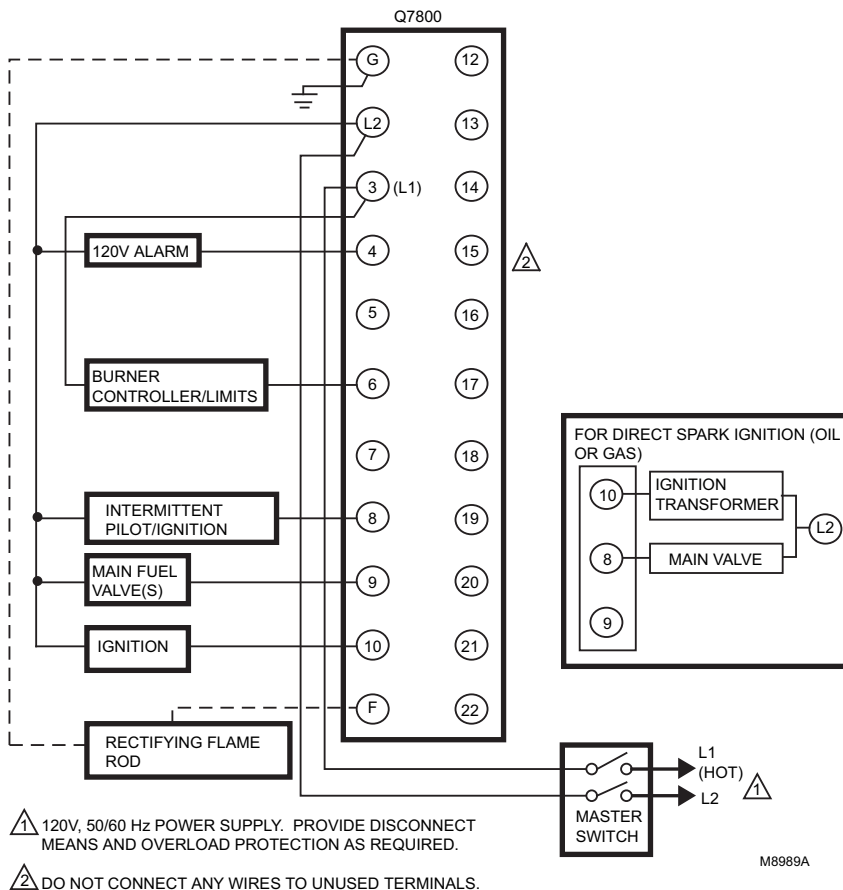 Q7800
G 12
L2 13
3 (L1) 14
120V ALARM 4 15
2
5 16
BURNER
CONTROLLER/LIMITS
6 17
7 18
INTERMITTENT
PILOT/IGNITION
8 19
MAIN FUEL
VALVE(S)
9 20
IGNITION 10 21
F 22
RECTIFYING FLAME
ROD
FOR DIRECT SPARK IGNITION (OIL
OR GAS)
10
IGNITION
TRANSFORMER
L2
8 MAIN VALVE
9
L1
(HOT)
1
L2
MASTER
SWITCH
1 120V, 50/60 Hz POWER SUPPLY. PROVIDE DISCONNECT
MEANS AND OVERLOAD PROTECTION AS REQUIRED.
2 DO NOT CONNECT ANY WIRES TO UNUSED TERMINALS.
M8989A